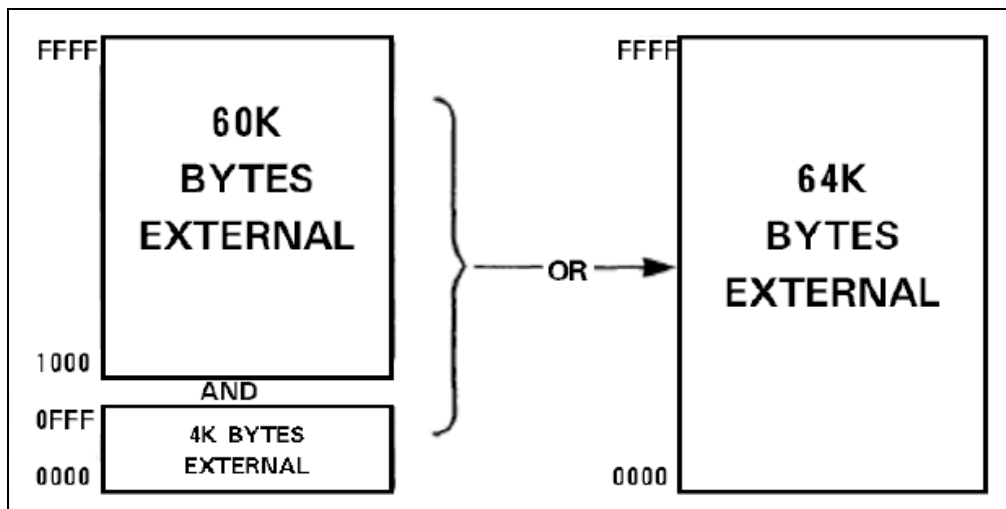 FFFF
60K
BYTES
EXTERNAL
1000
AND
0FFF
4K BYTES
EXTERNAL
0000
OR
FFFF
64K
BYTES
EXTERNAL
0000